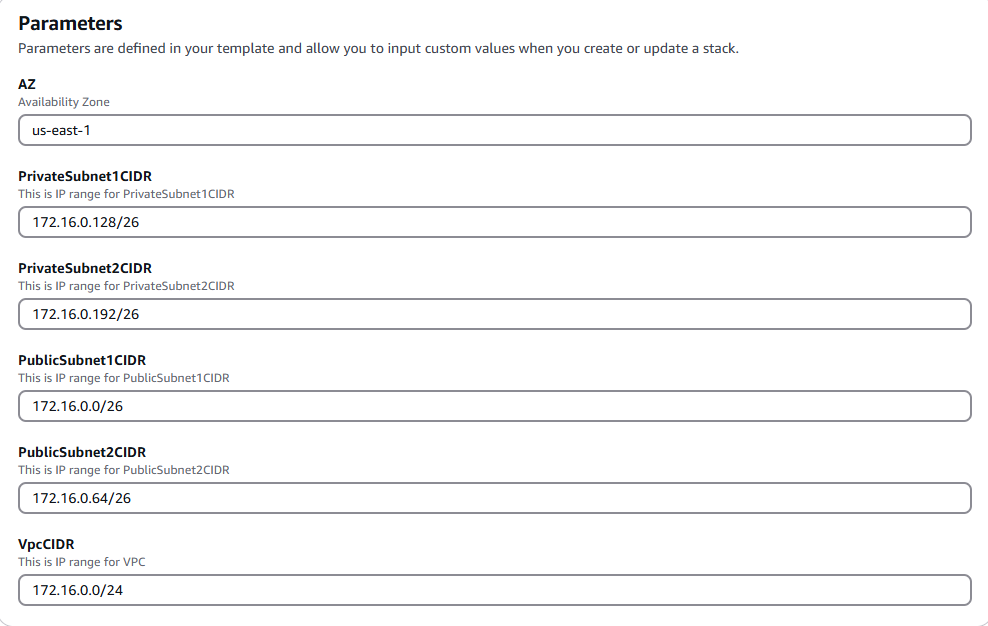 Parameters
Parameters are defined in your template and allow you to input custom values when you create or update a stack.
AZ
Availability Zone
us-east-1
PrivateSubnet1CIDR
This is IP range for PrivateSubnet1CIDR
172.16.0.128/26
PrivateSubnet2CIDR
This is IP range for PrivateSubnet2CIDR
172.16.0.192/26
PublicSubnet1CIDR
This is IP range for PublicSubnet1CIDR
172.16.0.0/26
PublicSubnet2CIDR
This is IP range for PublicSubnet2CIDR
172.16.0.64/26
VpcCIDR
This is IP range for VPC
172.16.0.0/24